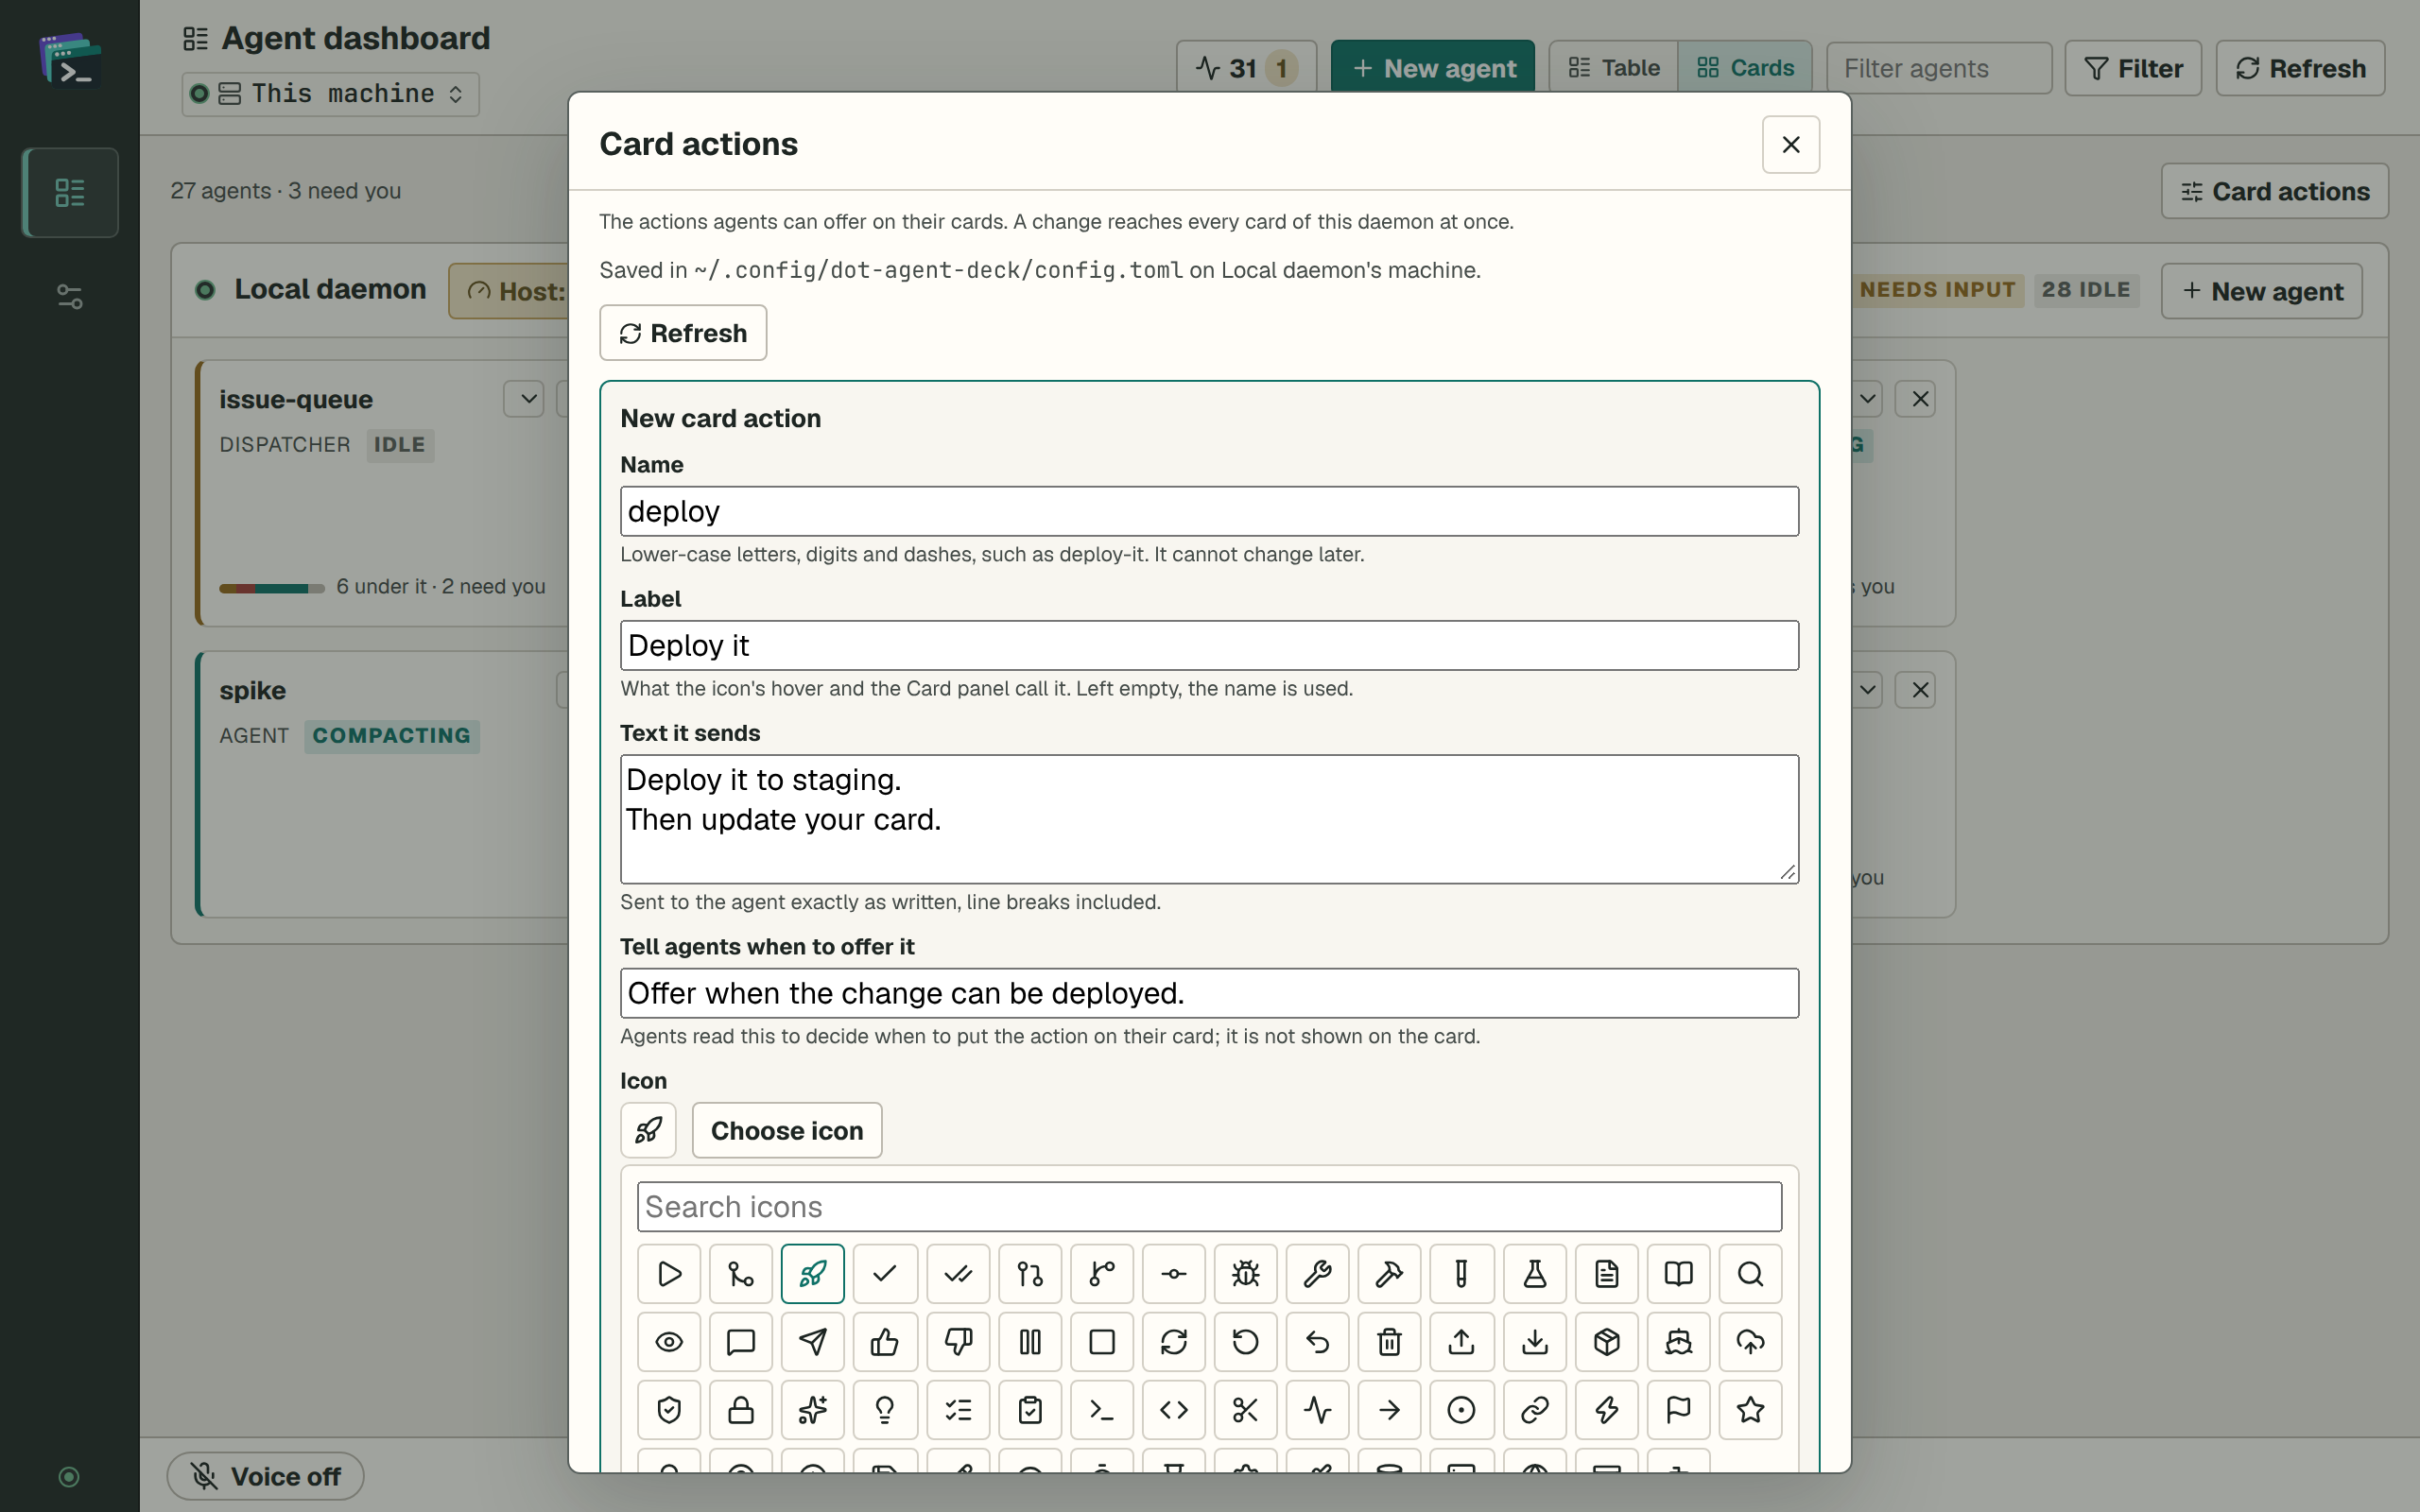 Agent dashboard
This machine
31 1
New agent
Table
Cards
Filter agents
Filter
Refresh
27 agents · 3 need you
Card actions
Local daemon
Host:
NEEDS INPUT
28 IDLE
New agent
issue-queue
DISPATCHER IDLE
6 under it · 2 need you
spike
AGENT COMPACTING
G
you
you
Card actions
The actions agents can offer on their cards. A change reaches every card of this daemon at once.
Saved in ~/.config/dot-agent-deck/config.toml on Local daemon's machine.
Refresh
New card action
Name
deploy
Lower-case letters, digits and dashes, such as deploy-it. It cannot change later.
Label
Deploy it
What the icon's hover and the Card panel call it. Left empty, the name is used.
Text it sends
Deploy it to staging.
Then update your card.
Sent to the agent exactly as written, line breaks included.
Tell agents when to offer it
Offer when the change can be deployed.
Agents read this to decide when to put the action on their card; it is not shown on the card.
Icon
Choose icon
Search icons
Voice off